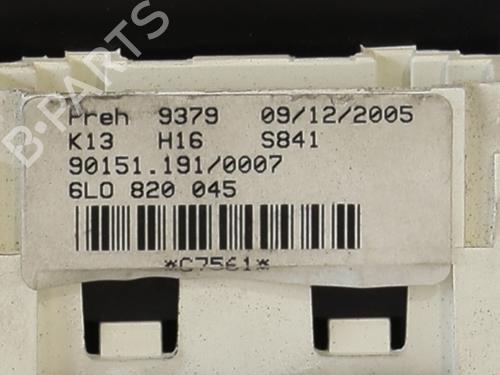 Preh 9379 09/12/2005
K13 H16 S841
90151.191/0007
6L0 820 045
*C7561*
B-PARTS